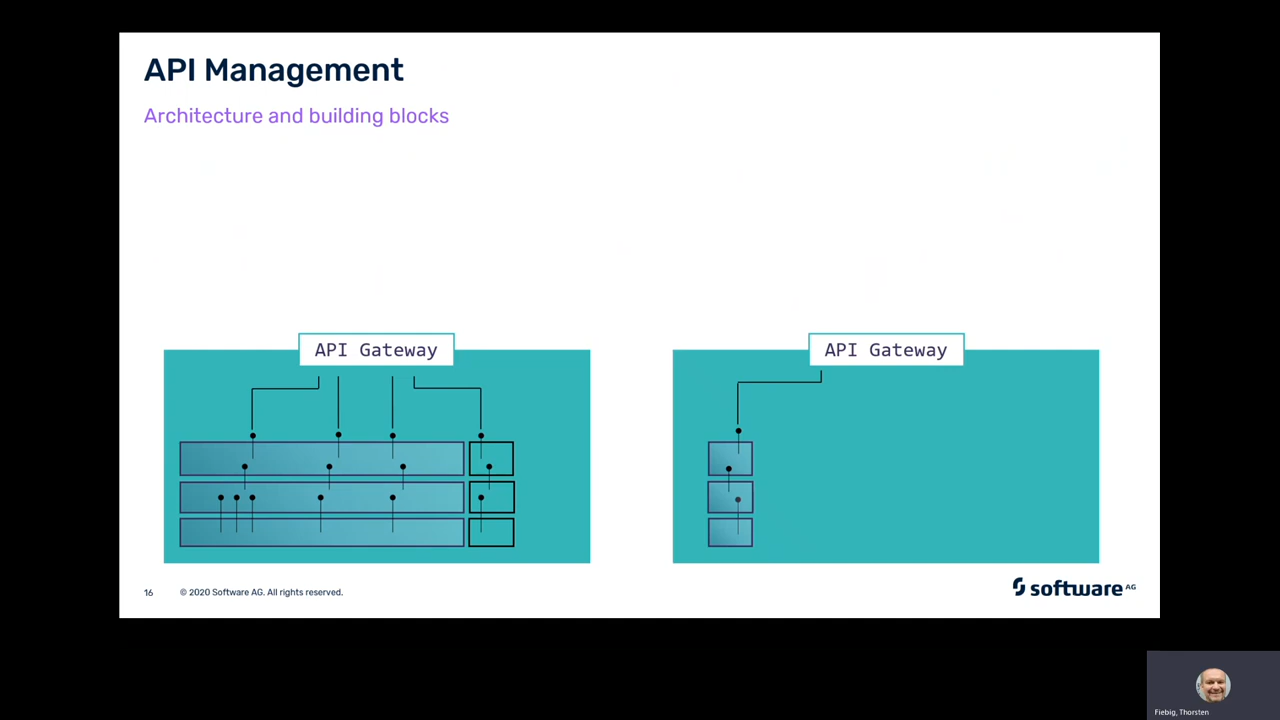 API Management
Architecture and building blocks
API Gateway
API Gateway
16
© 2020 Software AG. All rights reserved.
software AG
Fiebig, Thorsten